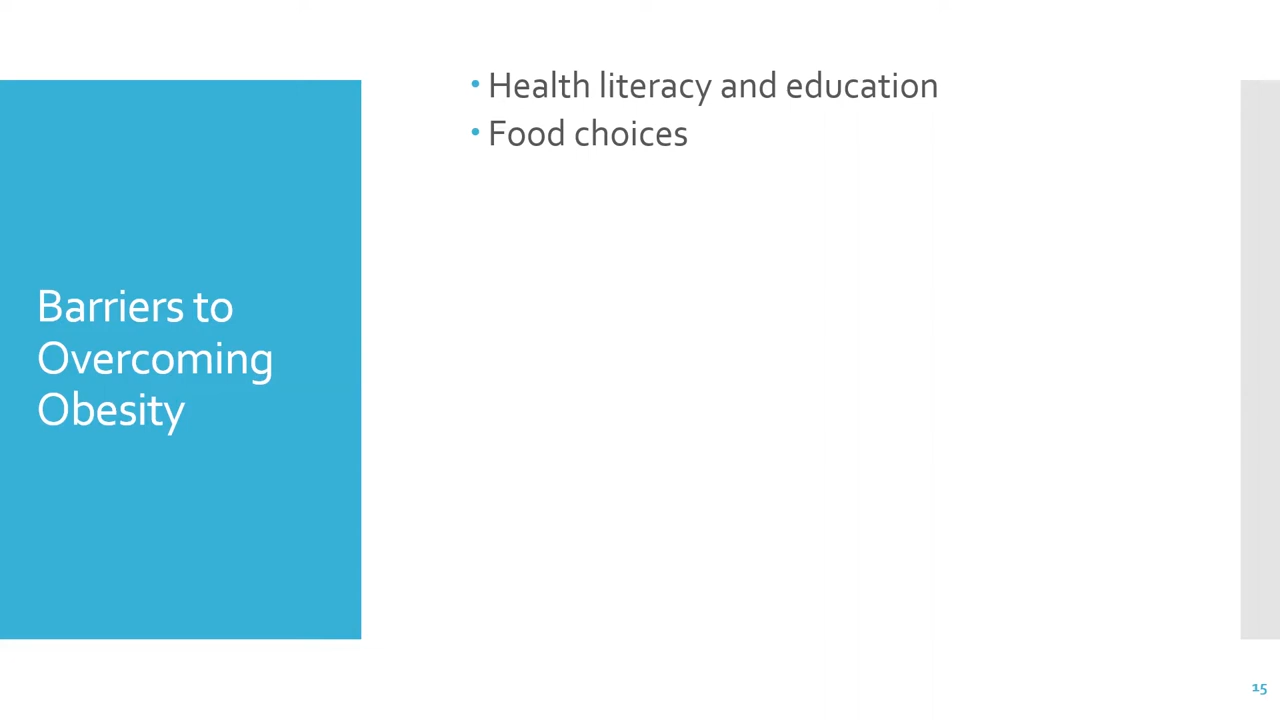 • Health literacy and education
• Food choices
Barriers to
Overcoming
Obesity
15